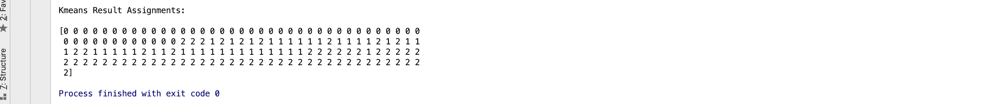 2: Fav
7: Structure
Kmeans Result Assignments:
[0 0 0 0 0 0 0 0 0 0 0 0 0 0 0 0 0 0 0 0 0 0 0 0 0 0 0 0 0 0 0 0 0 0 0 0 0
0 0 0 0 0 0 0 0 0 0 0 0 2 2 2 1 2 1 2 1 2 1 1 1 1 1 1 2 1 1 1 1 2 1 2 1 1
1 2 2 1 1 1 1 1 2 1 1 2 1 1 1 1 1 1 1 1 1 1 1 1 1 2 2 2 2 2 2 1 2 2 2 2 2
2 2 2 2 2 2 2 2 2 2 2 2 2 2 2 2 2 2 2 2 2 2 2 2 2 2 2 2 2 2 2 2 2 2 2 2 2
2]
Process finished with exit code 0